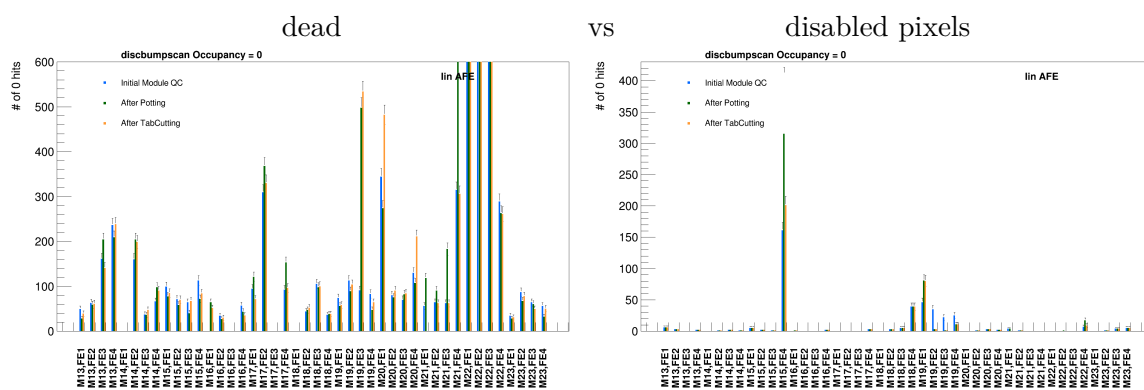 dead vs disabled pixels
discbumpscan Occupancy = 0
# of 0 hits
lin AFE
Initial Module QC
After Potting
After TabCutting
600
500
400
300
200
100
0
M13,FE1
M13,FE2
M13,FE3
M13,FE4
M14,FE1
M14,FE2
M14,FE3
M14,FE4
M15,FE1
M15,FE2
M15,FE3
M15,FE4
M16,FE1
M16,FE2
M16,FE3
M16,FE4
M17,FE1
M17,FE2
M17,FE3
M17,FE4
M18,FE1
M18,FE2
M18,FE3
M18,FE4
M19,FE1
M19,FE2
M19,FE3
M19,FE4
M20,FE1
M20,FE2
M20,FE3
M20,FE4
M21,FE1
M21,FE2
M21,FE3
M21,FE4
M22,FE1
M22,FE2
M22,FE3
M22,FE4
M23,FE1
M23,FE2
M23,FE3
M23,FE4
discbumpscan Occupancy = 0
# of 0 hits
lin AFE
Initial Module QC
After Potting
After TabCutting
400
350
300
250
200
150
100
50
0
M13,FE1
M13,FE2
M13,FE3
M13,FE4
M14,FE1
M14,FE2
M14,FE3
M14,FE4
M15,FE1
M15,FE2
M15,FE3
M15,FE4
M16,FE1
M16,FE2
M16,FE3
M16,FE4
M17,FE1
M17,FE2
M17,FE3
M17,FE4
M18,FE1
M18,FE2
M18,FE3
M18,FE4
M19,FE1
M19,FE2
M19,FE3
M19,FE4
M20,FE1
M20,FE2
M20,FE3
M20,FE4
M21,FE1
M21,FE2
M21,FE3
M21,FE4
M22,FE1
M22,FE2
M22,FE3
M22,FE4
M23,FE1
M23,FE2
M23,FE3
M23,FE4